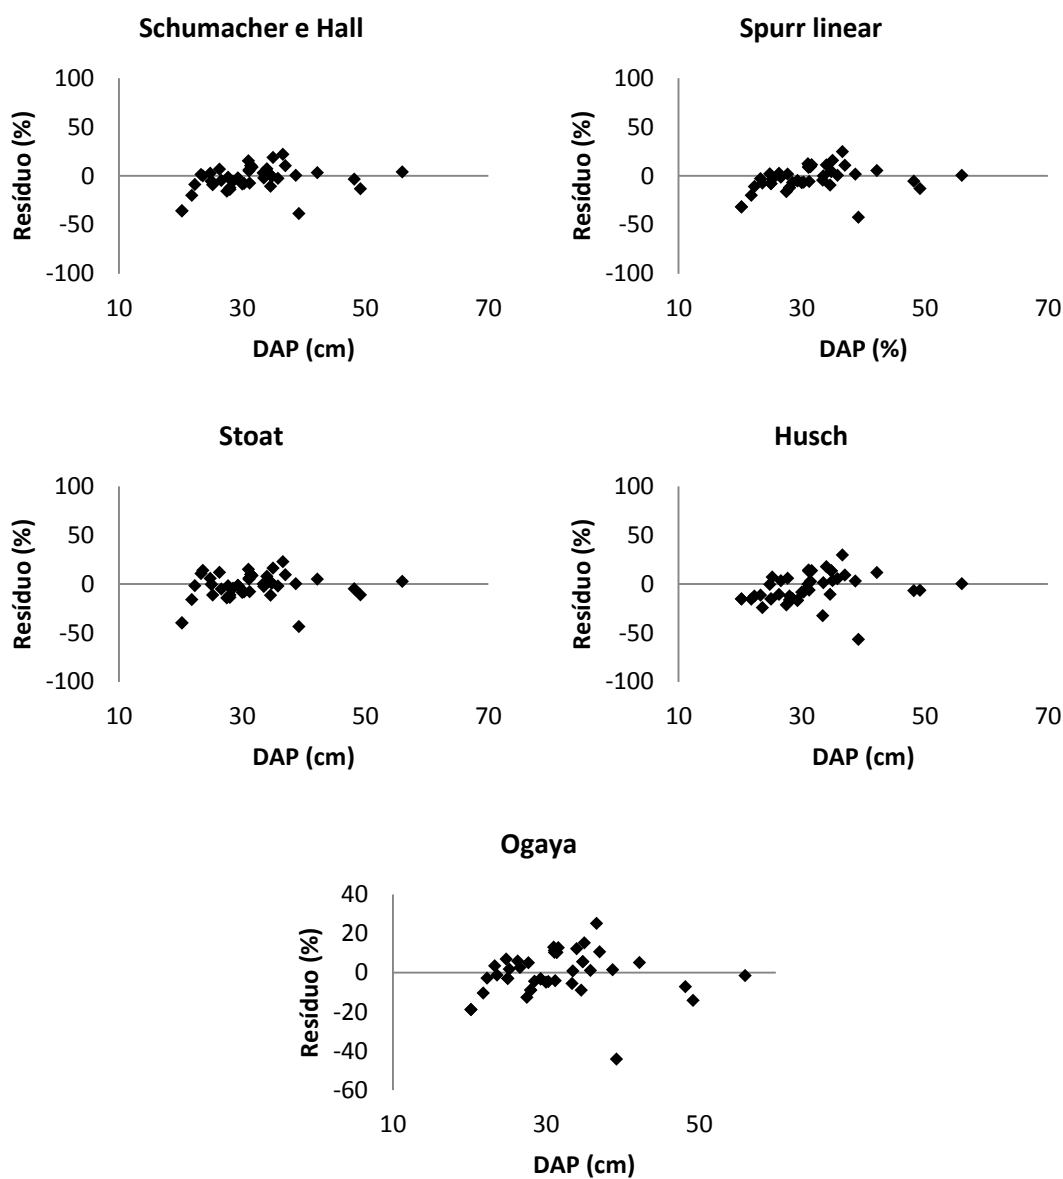 Schumacher e Hall
Resíduo (%)
100
50
0
-50
-100
10 30 50 70
DAP (cm)
Spurr linear
Resíduo (%)
100
50
0
-50
-100
10 30 50 70
DAP (%)
Stoat
Resíduo (%)
100
50
0
-50
-100
10 30 50 70
DAP (cm)
Husch
Resíduo (%)
100
50
0
-50
-100
10 30 50 70
DAP (cm)
Ogaya
Resíduo (%)
40
20
0
-20
-40
-60
10 30 50
DAP (cm)